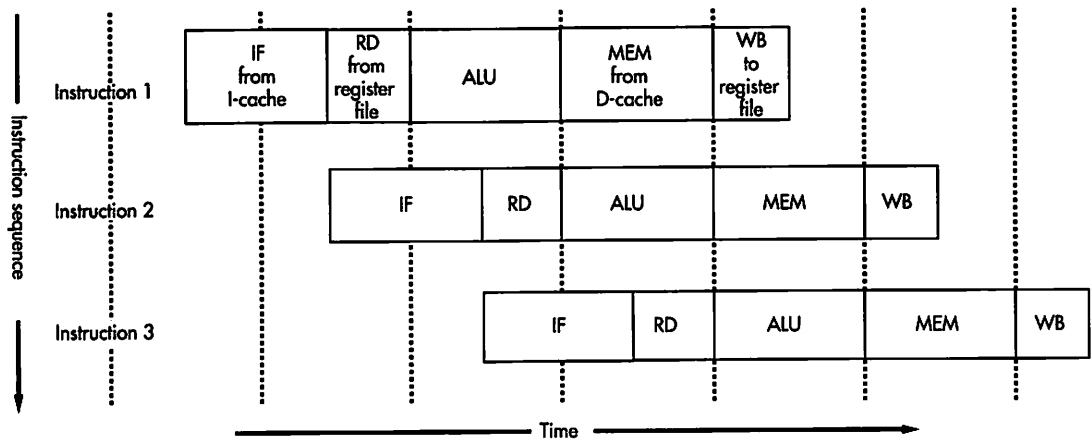 Instruction sequence
Instruction 1
IF
from
I-cache
RD
from
register
file
ALU
MEM
from
D-cache
WB
to
register
file
Instruction 2
IF
RD
ALU
MEM
WB
Instruction 3
IF
RD
ALU
MEM
WB
Time